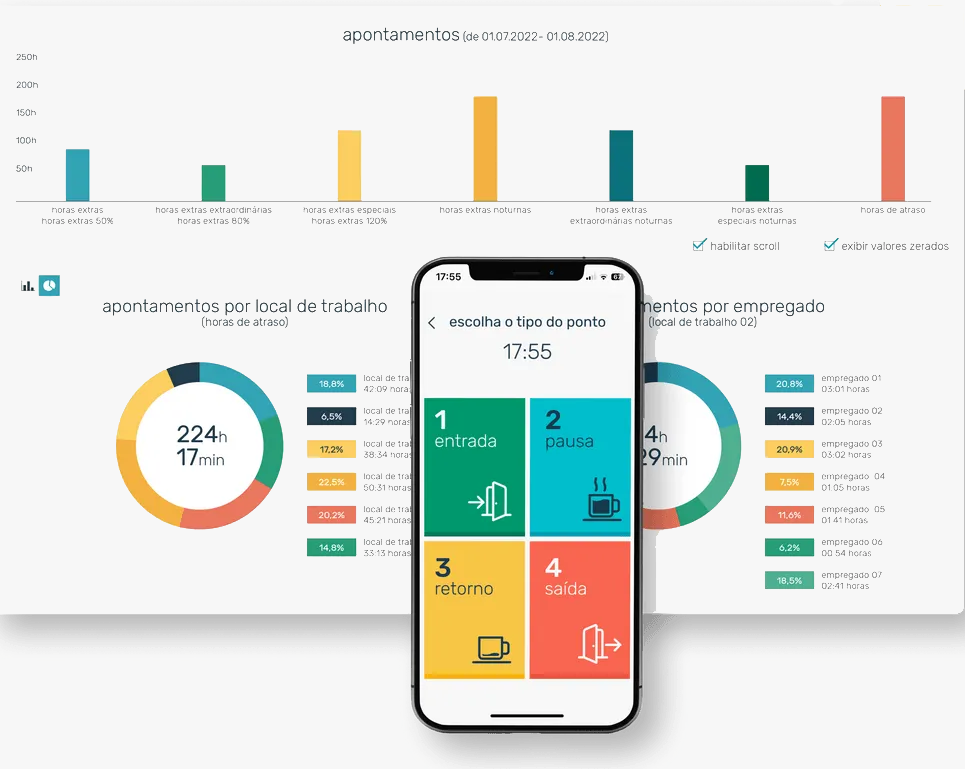 apontamentos (de 01.07.2022- 01.08.2022)
250h
200h
150h
100h
50h
horas extras
horas extras 50%
horas extras extraordinárias
horas extras 80%
horas extras especiais
horas extras 120%
horas extras noturnas
horas extras
extraordinárias noturnas
horas extras
especiais noturnas
horas de atraso
habilitar scroll
exibir valores zerados
apontamentos por local de trabalho
(horas de atraso)
224h
17min
18,8%
local de tra
42:09 hora
6,5%
local de tra
14:29 horas
17,2%
local de tra
38:34 horas
22,5%
local de tra
50:31 horas
20,2%
local de tra
45:21 horas
14,8%
local de tra
33:13 horas
17:55
escolha o tipo do ponto
17:55
1
entrada
2
pausa
3
retorno
4
saída
mentos por empregado
(local de trabalho 02)
4h
29min
20,8%
empregado 01
03:01 horas
14,4%
empregado 02
02:05 horas
20,9%
empregado 03
03:02 horas
7,5%
empregado 04
01:05 horas
11,6%
empregado 05
01:41 horas
6,2%
empregado 06
00:54 horas
18,5%
empregado 07
02:41 horas